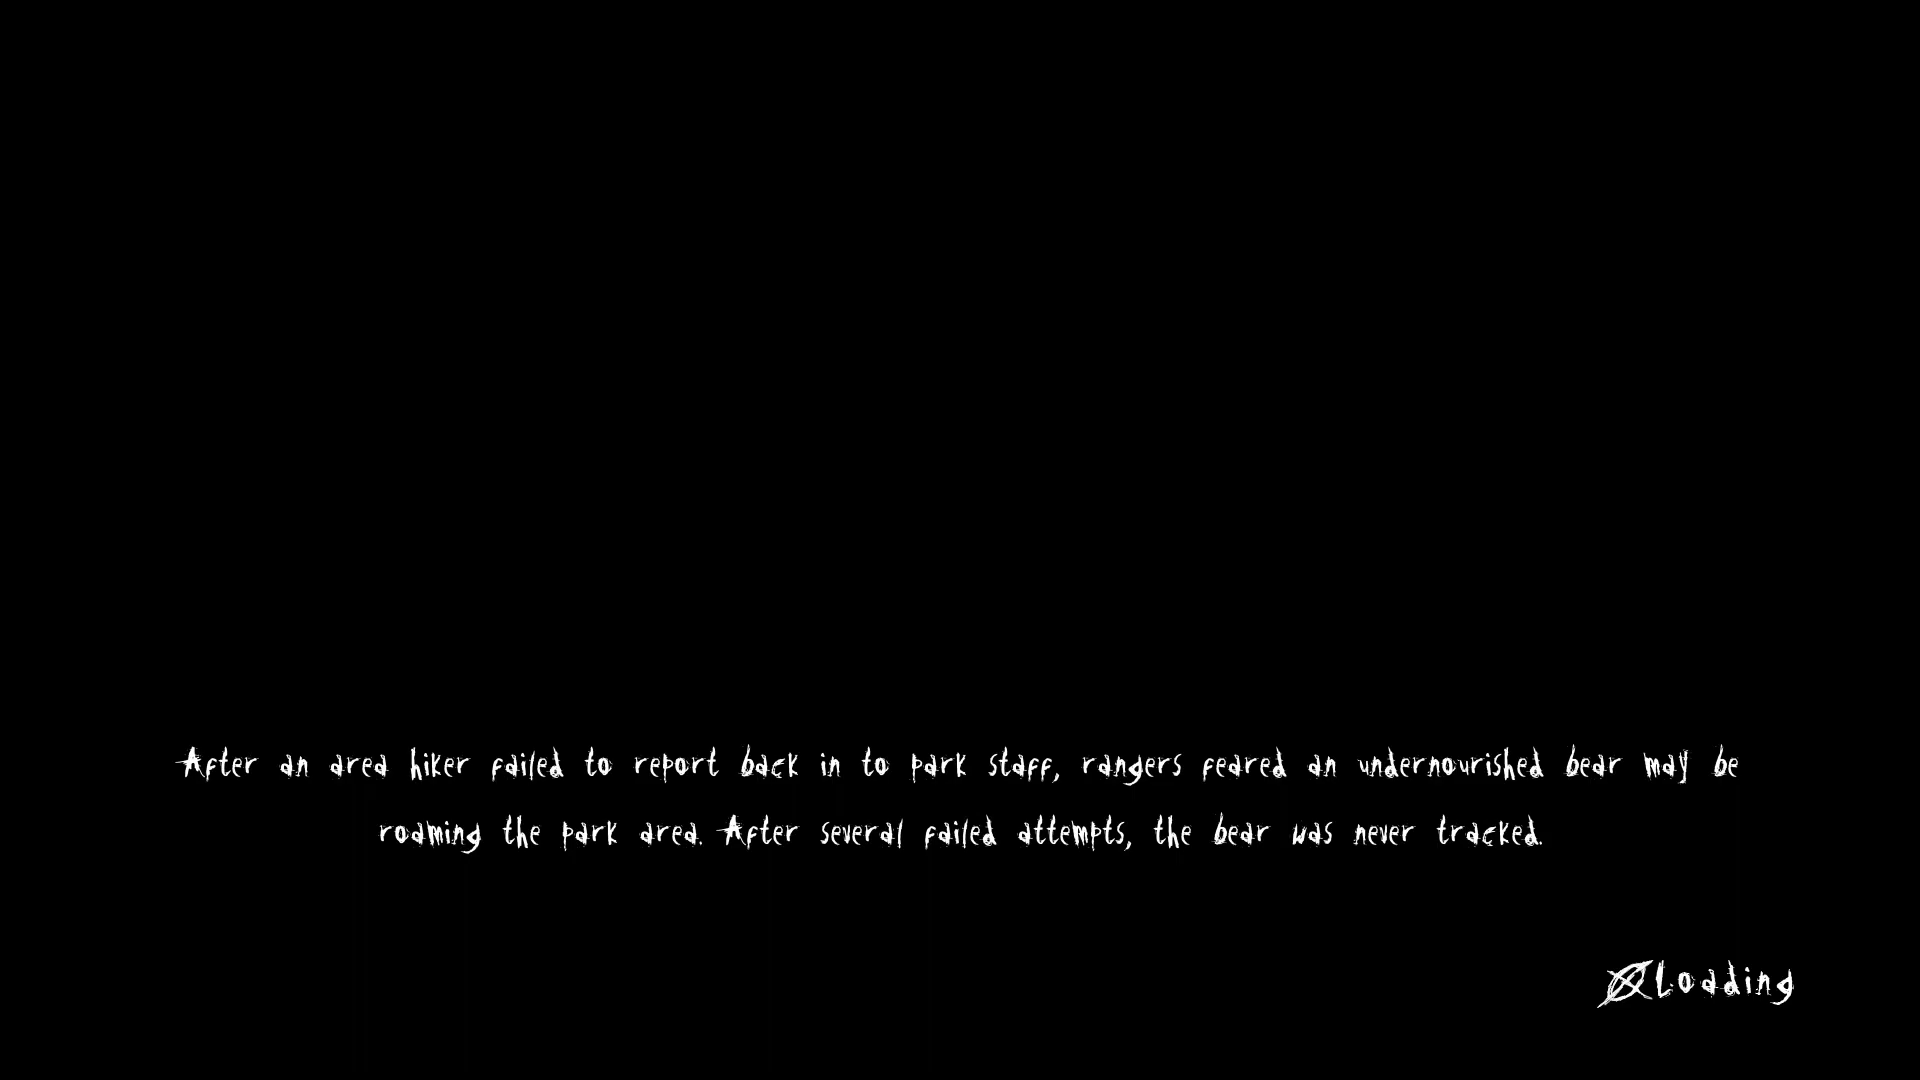 After an area hiker failed to report back in to park staff, rangers feared an undernourished bear may be
roaming the park area. After several failed attempts, the bear was never tracked.
Loading